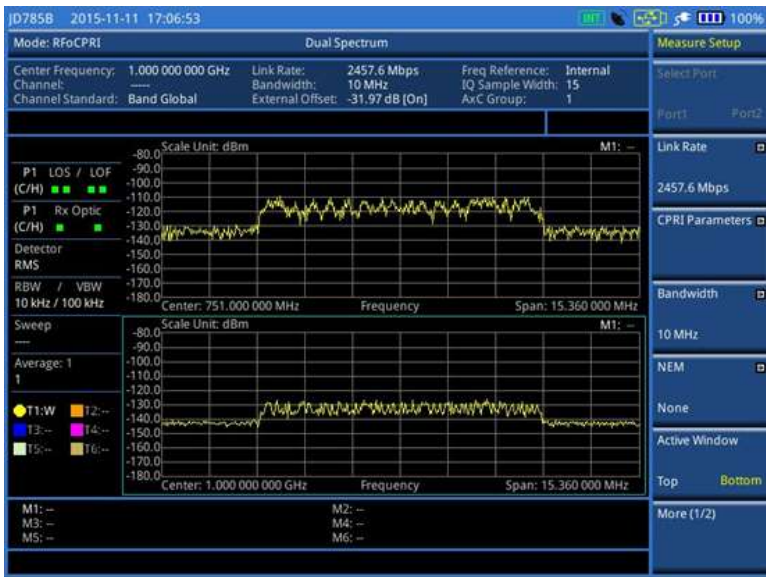 JD785B 2015-11-11 17:06:53 INT 100%
Mode: RFoCPRI Dual Spectrum Measure Setup
Center Frequency: 1.000 000 000 GHz Link Rate: 2457.6 Mbps Freq Reference: Internal
Channel: ---- Bandwidth: 10 MHz IQ Sample Width: 15
Channel Standard: Band Global External Offset: -31.97 dB [On] AxC Group: 1
Select Port
Port1 Port2
Link Rate
2457.6 Mbps
CPRI Parameters
Bandwidth
10 MHz
NEM
None
Active Window
Top Bottom
More (1/2)
P1 LOS / LOF
(C/H)
P1 Rx Optic
(C/H)
Detector
RMS
RBW / VBW
10 kHz / 100 kHz
Sweep
----
Average: 1
1
T1:W T2:--
T3:-- T4:--
T5:-- T6:--
Scale Unit: dBm M1: --
-80.0
-90.0
-100.0
-110.0
-120.0
-130.0
-140.0
-150.0
-160.0
-170.0
-180.0
Center: 751.000 000 MHz Frequency Span: 15.360 000 MHz
Scale Unit: dBm M1: --
-80.0
-90.0
-100.0
-110.0
-120.0
-130.0
-140.0
-150.0
-160.0
-170.0
-180.0
Center: 1.000 000 000 GHz Frequency Span: 15.360 000 MHz
M1: -- M2: --
M3: -- M4: --
M5: -- M6: --